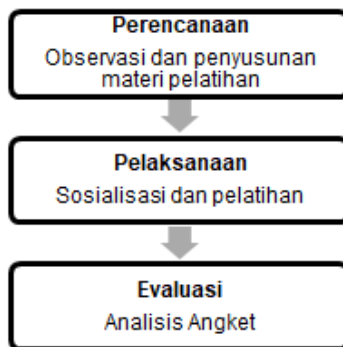 Perencanaan
Observasi dan penyusunan
materi pelatihan
Pelaksanaan
Sosialisasi dan pelatihan
Evaluasi
Analisis Angket